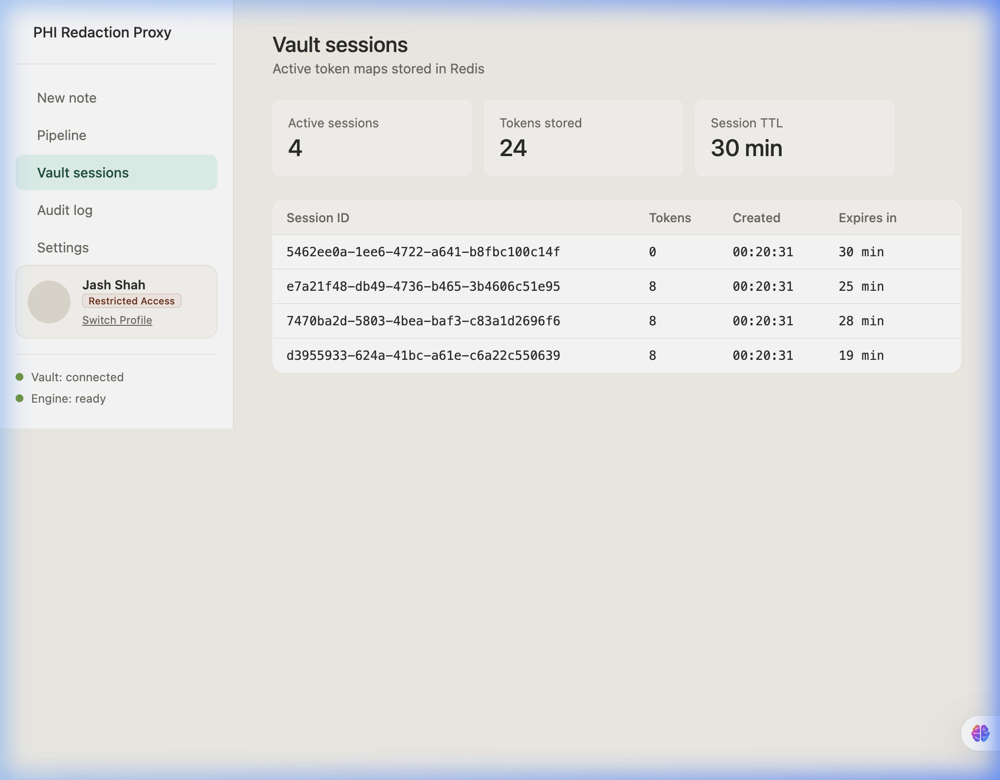 PHI Redaction Proxy
New note
Pipeline
Vault sessions
Audit log
Settings
Jash Shah
Restricted Access
Switch Profile
Vault: connected
Engine: ready
Vault sessions
Active token maps stored in Redis
Active sessions
4
Tokens stored
24
Session TTL
30 min
Session ID Tokens Created Expires in
5462ee0a-1ee6-4722-a641-b8fbc100c14f 0 00:20:31 30 min
e7a21f48-db49-4736-b465-3b4606c51e95 8 00:20:31 25 min
7470ba2d-5803-4bea-baf3-c83a1d2696f6 8 00:20:31 28 min
d3955933-624a-41bc-a61e-c6a22c550639 8 00:20:31 19 min